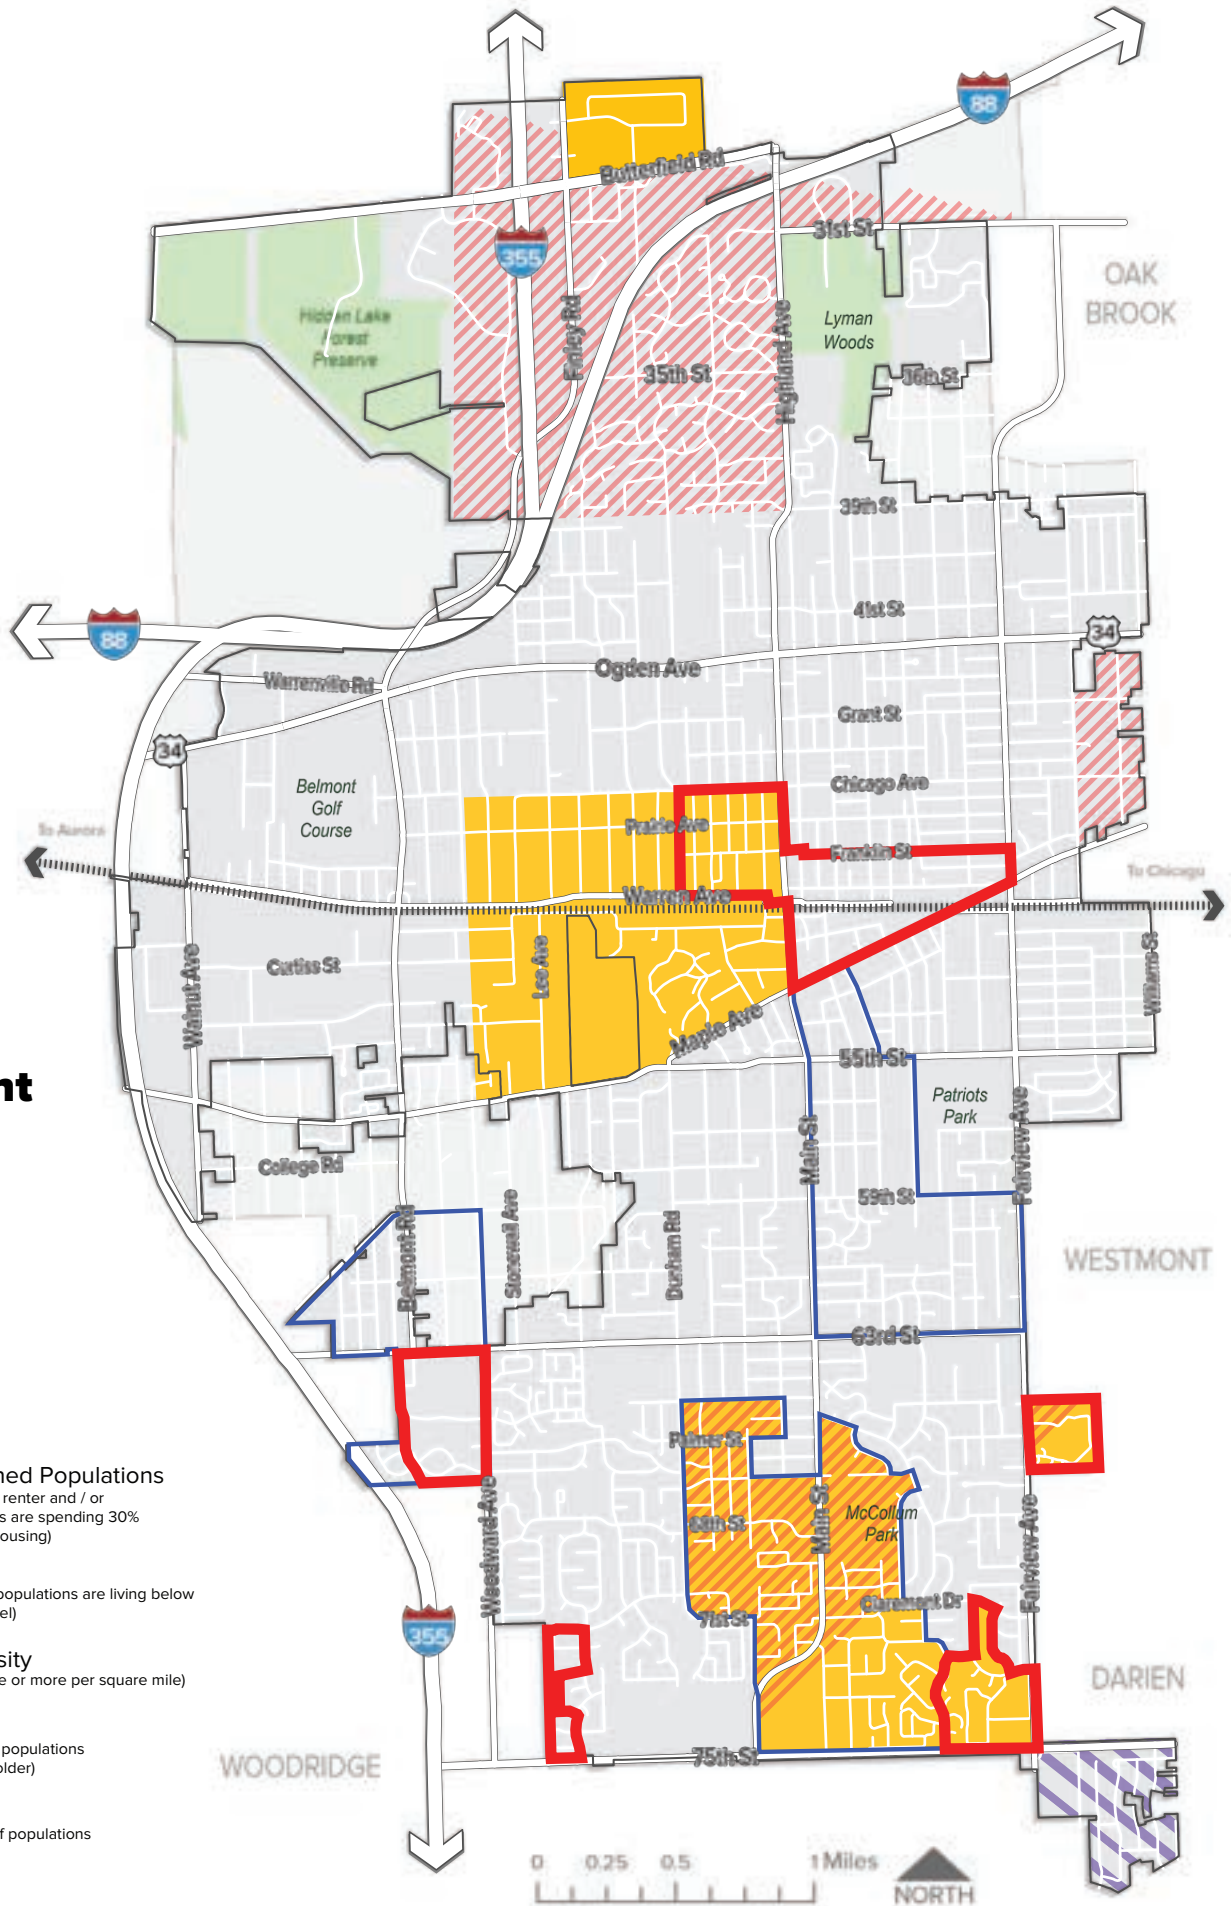 88
Butterfield Rd
31st St
355
OAK
BROOK
Hidden Lake
Forest
Preserve
Finley Rd
Highland Ave
Lyman
Woods
35th St
36th St
39th St
41st St
88
34
Ogden Ave
Warrenville Rd
Grant St
34
Belmont
Golf
Course
Chicago Ave
To Aurora
Prairie Ave
Franklin St
To Chicago
Warren Ave
Walnut Ave
Curtiss St
Lee Ave
Williams St
Maple Ave
55th St
nt
Patriots
Park
Main St
Fairview Ave
College Rd
59th St
Belmont Rd
Stonewall Ave
Dunham Rd
WESTMONT
63rd St
Palmer St
ned Populations
renter and / or
s are spending 30%
ousing)
Woodward Ave
68th St
Main St
McCollum
Park
Fairview Ave
populations are living below
el)
Claremont Dr
71st St
355
sity
e or more per square mile)
DARIEN
populations
older)
WOODRIDGE
75th St
f populations
0 0.25 0.5 1 Miles
NORTH